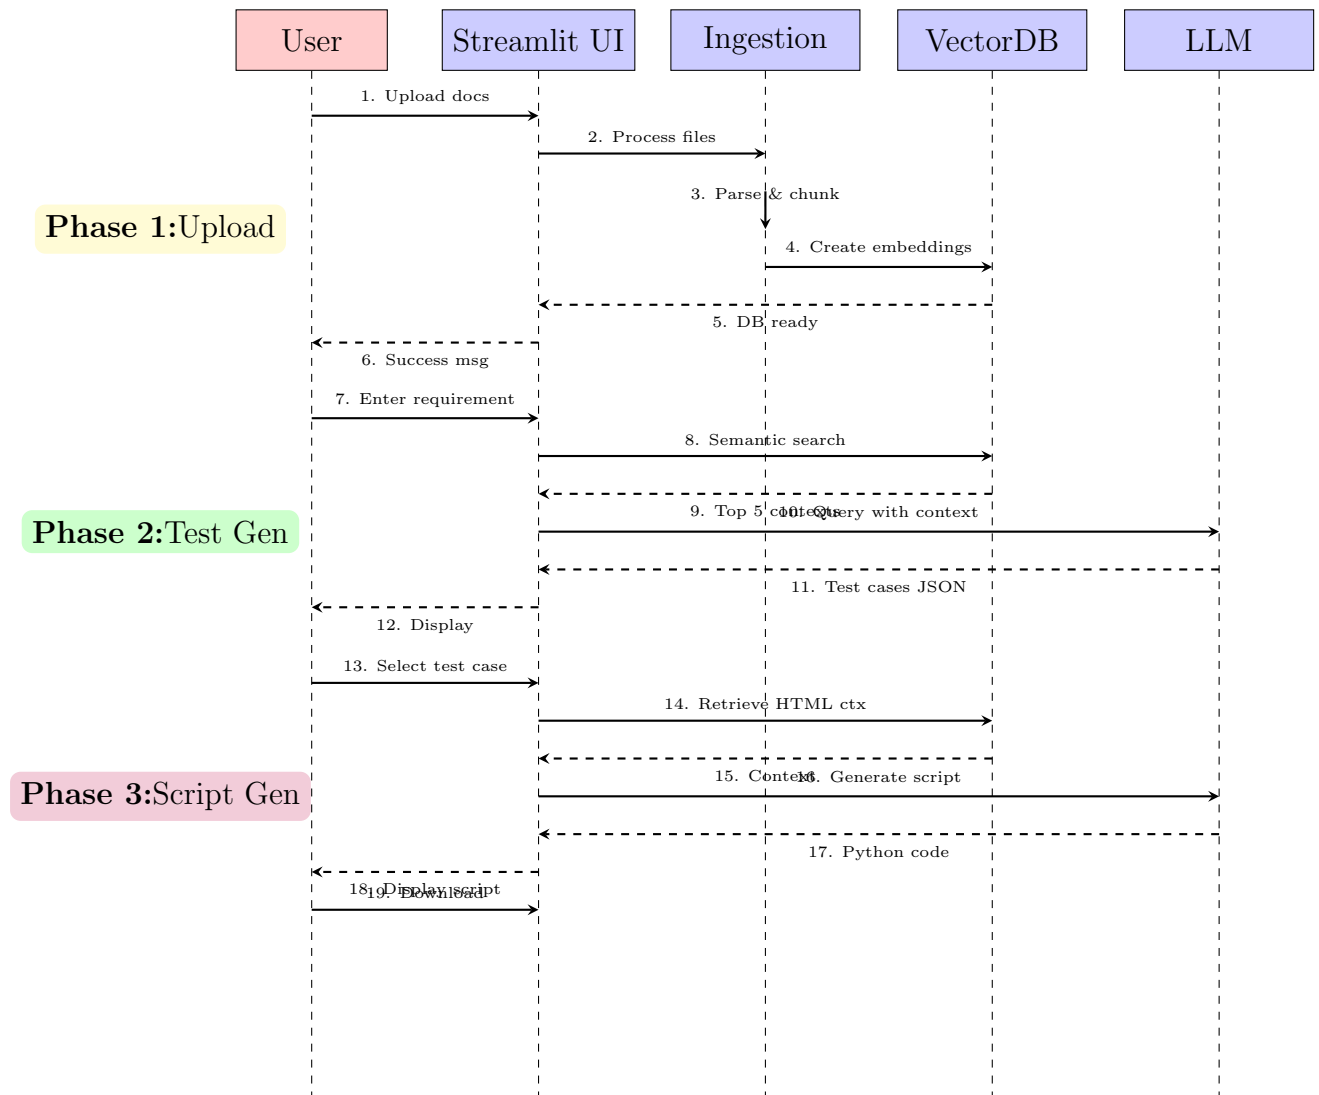 User
Streamlit UI
Ingestion
VectorDB
LLM
1. Upload docs
2. Process files
3. Parse & chunk
Phase 1:Upload
4. Create embeddings
5. DB ready
6. Success msg
7. Enter requirement
8. Semantic search
9. Top 5 contexts
10. Query with context
Phase 2:Test Gen
11. Test cases JSON
12. Display
13. Select test case
14. Retrieve HTML ctx
15. Context
16. Generate script
Phase 3:Script Gen
17. Python code
18. Display script
19. Download